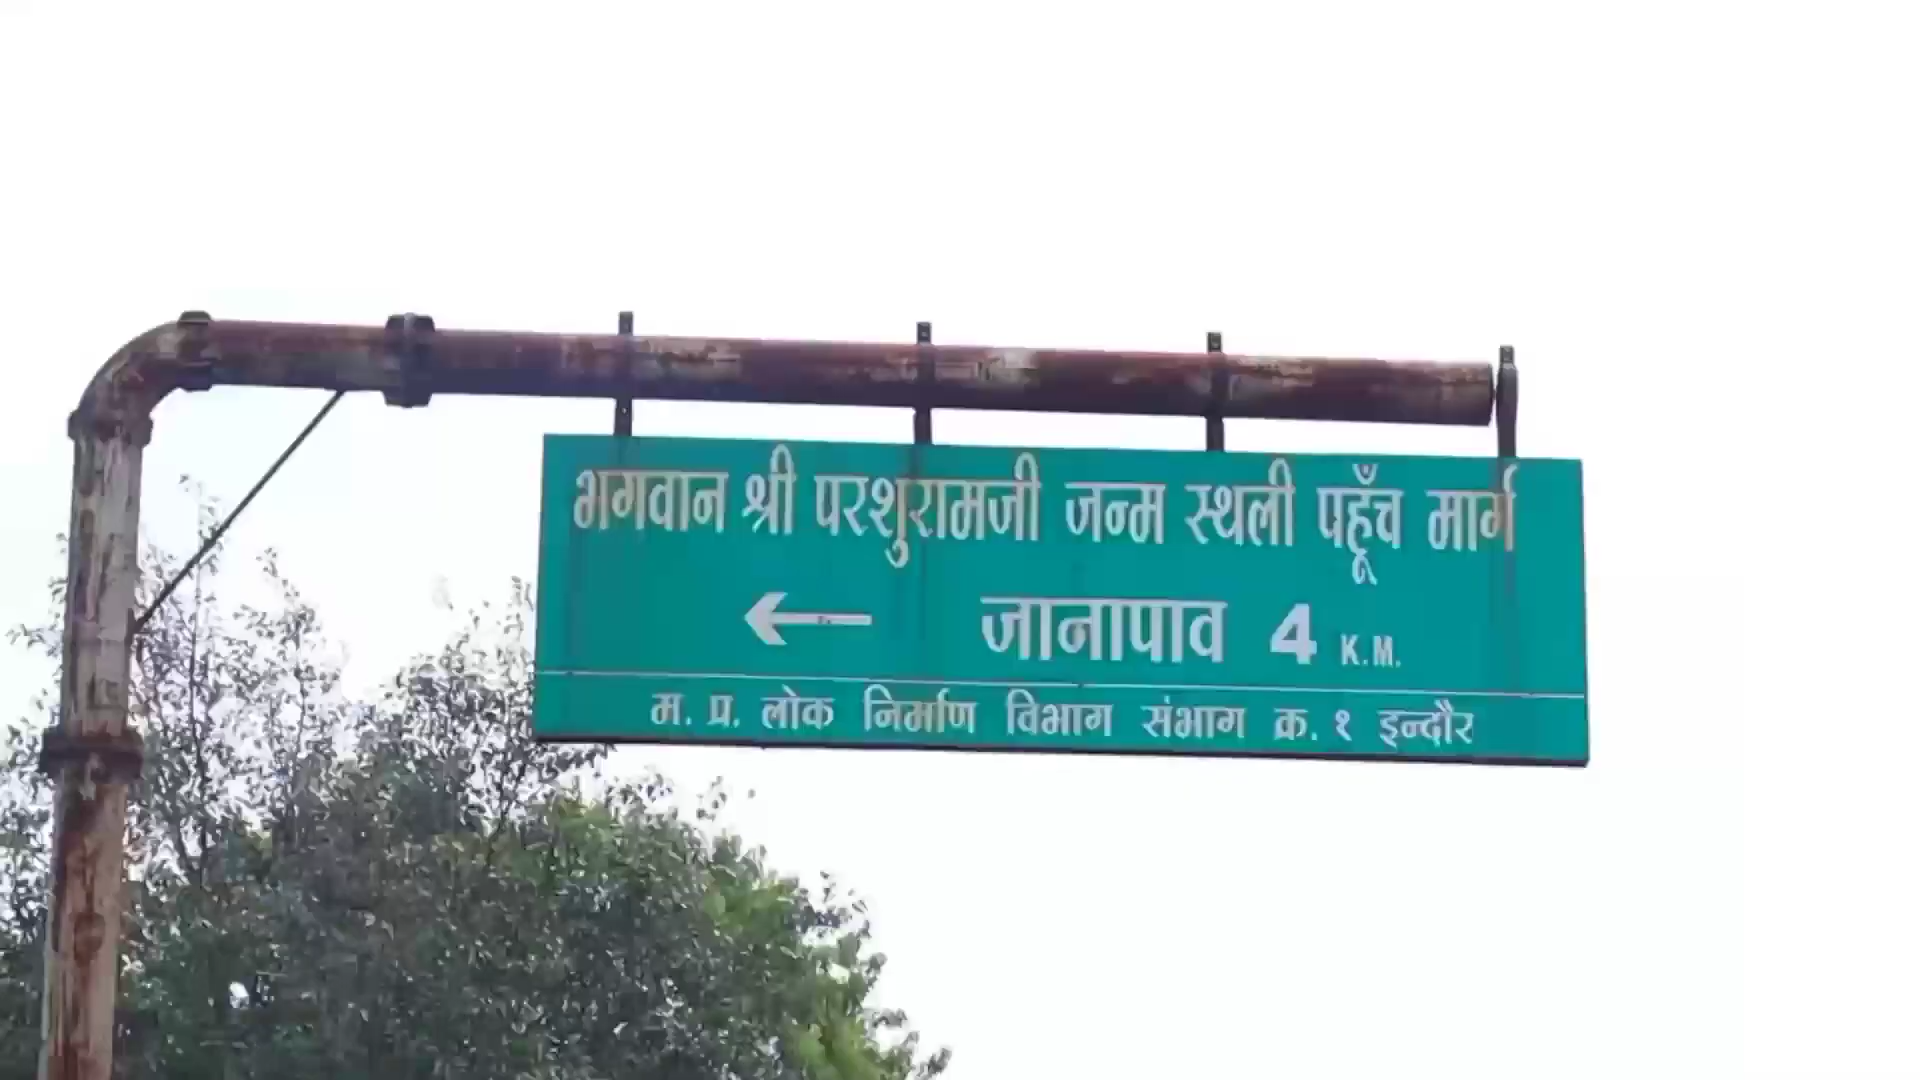 भगवान श्री परशुरामजी जन्म स्थली पहूँच मार्ग
← जानापाव 4 K.M.
म. प्र. लोक निर्माण विभाग संभाग क्र. १ इन्दौर